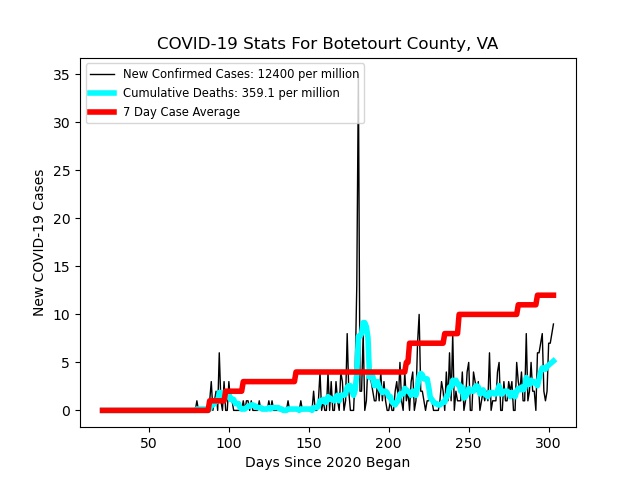 COVID-19 Stats For Botetourt County, VA
New Confirmed Cases: 12400 per million
Cumulative Deaths: 359.1 per million
7 Day Case Average
35
30
25
20
15
10
5
0
New COVID-19 Cases
50 100 150 200 250 300
Days Since 2020 Began